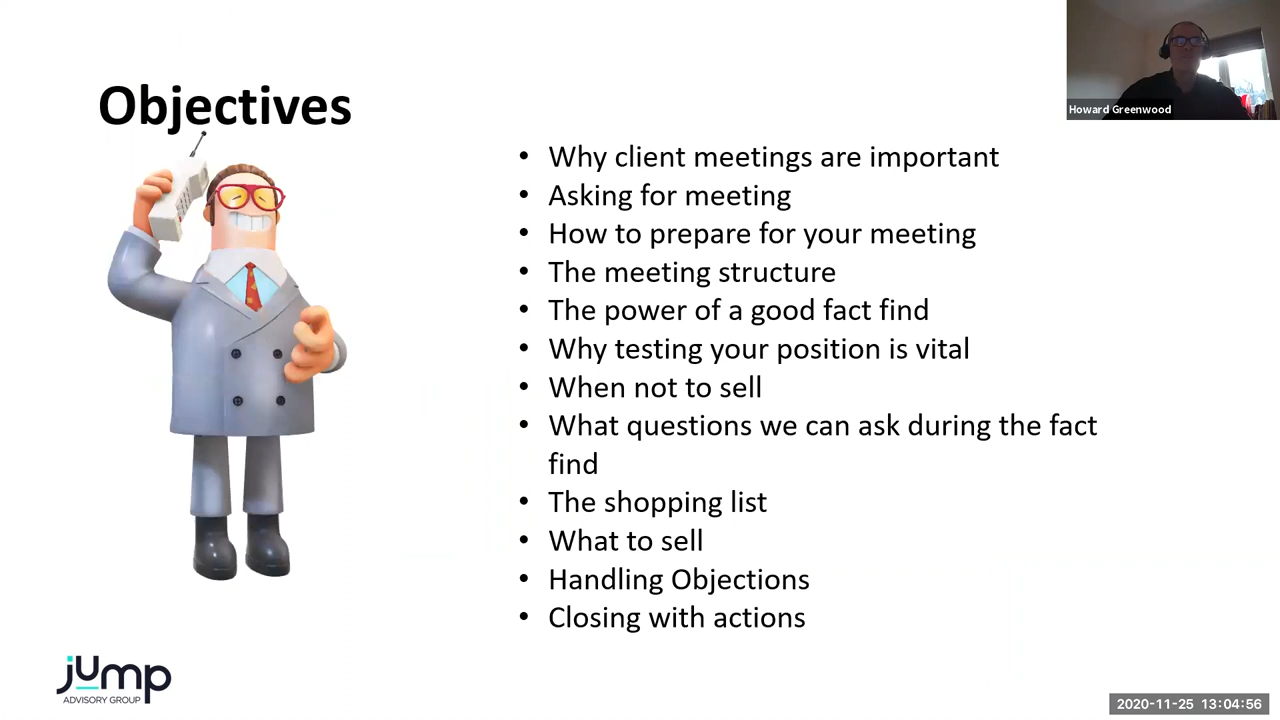 Objectives
Howard Greenwood
• Why client meetings are important
• Asking for meeting
• How to prepare for your meeting
• The meeting structure
• The power of a good fact find
• Why testing your position is vital
• When not to sell
• What questions we can ask during the fact
find
• The shopping list
• What to sell
• Handling Objections
• Closing with actions
jump
ADVISORY GROUP
2020-11-25 13:04:56